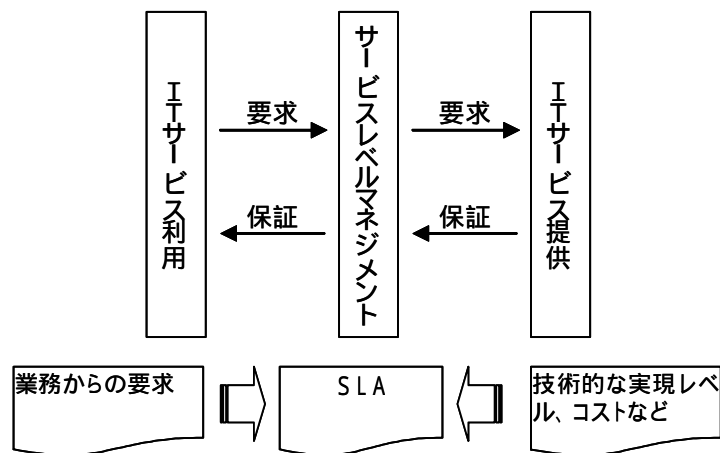 ITサービス利用
要求
保証
サービスレベルマネジメント
要求
保証
ITサービス提供
業務からの要求
SLA
技術的な実現レベ
ル、コストなど